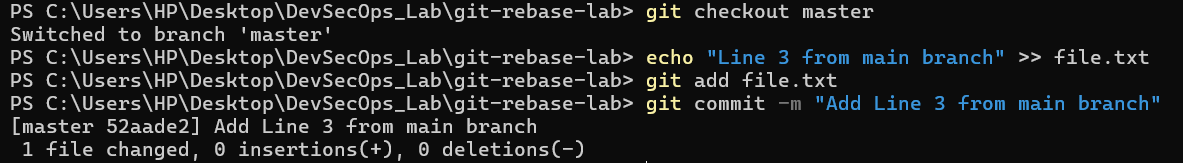 PS C:\Users\HP\Desktop\DevSecOps_Lab\git-rebase-lab> git checkout master
Switched to branch 'master'
PS C:\Users\HP\Desktop\DevSecOps_Lab\git-rebase-lab> echo "Line 3 from main branch" >> file.txt
PS C:\Users\HP\Desktop\DevSecOps_Lab\git-rebase-lab> git add file.txt
PS C:\Users\HP\Desktop\DevSecOps_Lab\git-rebase-lab> git commit -m "Add Line 3 from main branch"
[master 52aade2] Add Line 3 from main branch
 1 file changed, 0 insertions(+), 0 deletions(-)